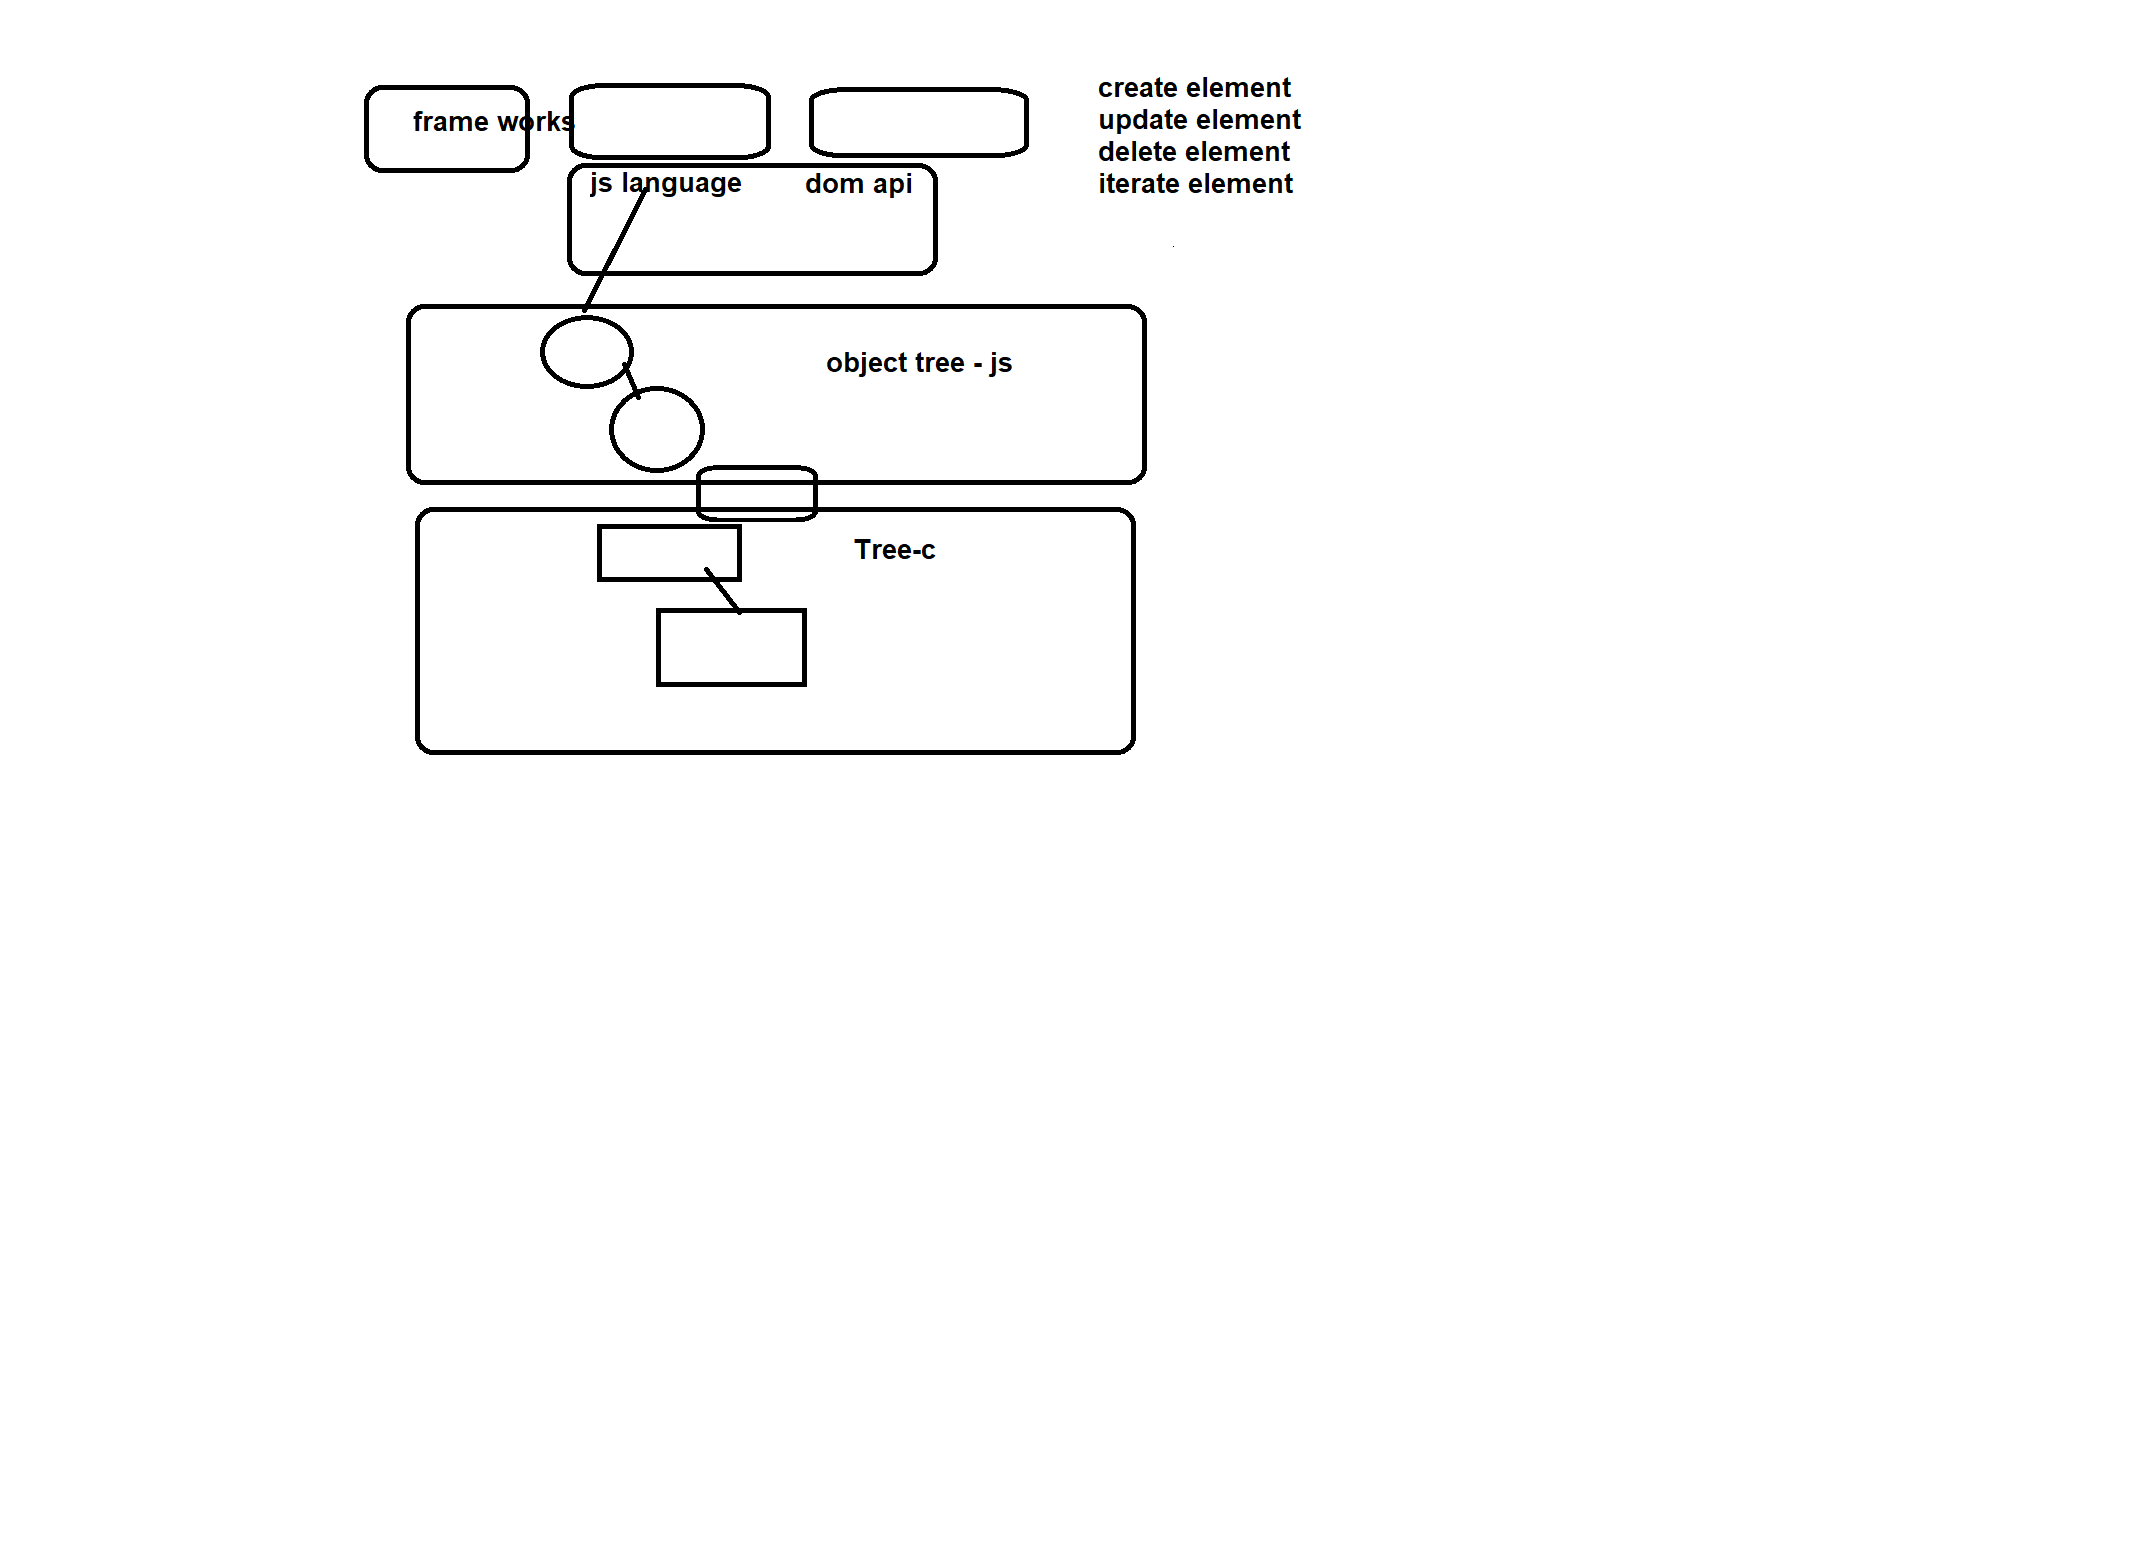 frame works
create element
update element
delete element
iterate element
js language
dom api
object tree - js
Tree-c